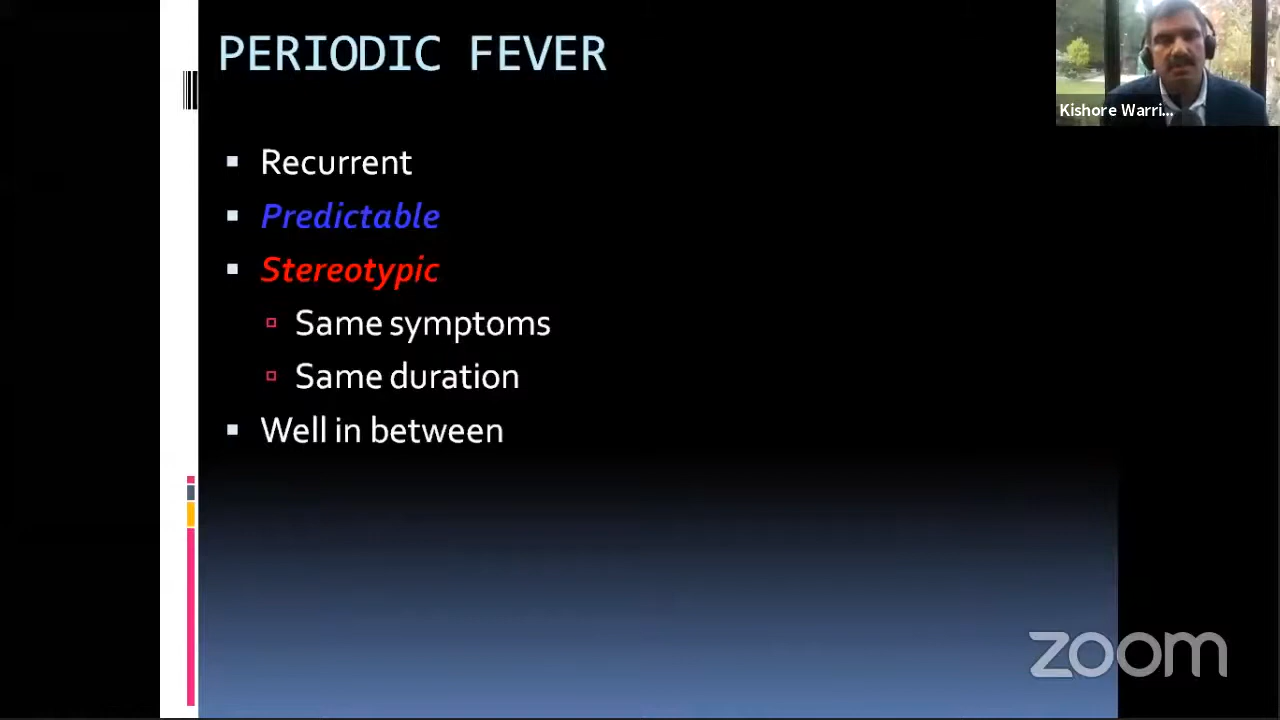 PERIODIC FEVER
Kishore Warri...
Recurrent
Predictable
Stereotypic
Same symptoms
Same duration
Well in between
zoom